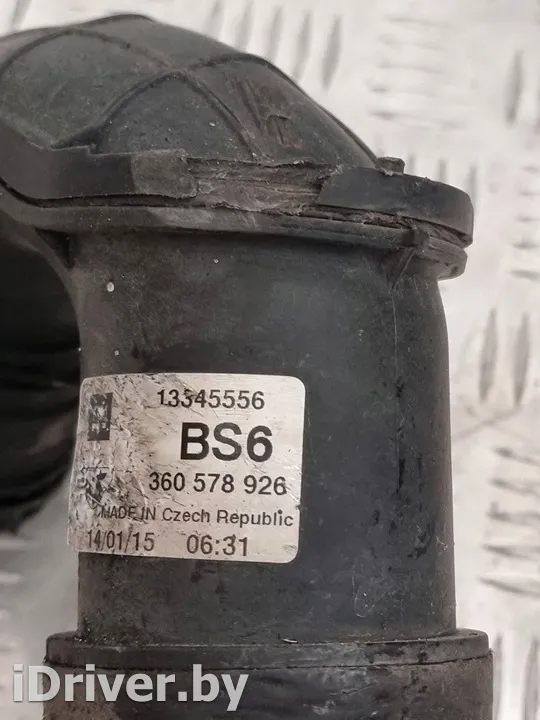 13345556
BS6
360 578 926
MADE IN Czech Republic
14/01/15 06:31
iDriver.by